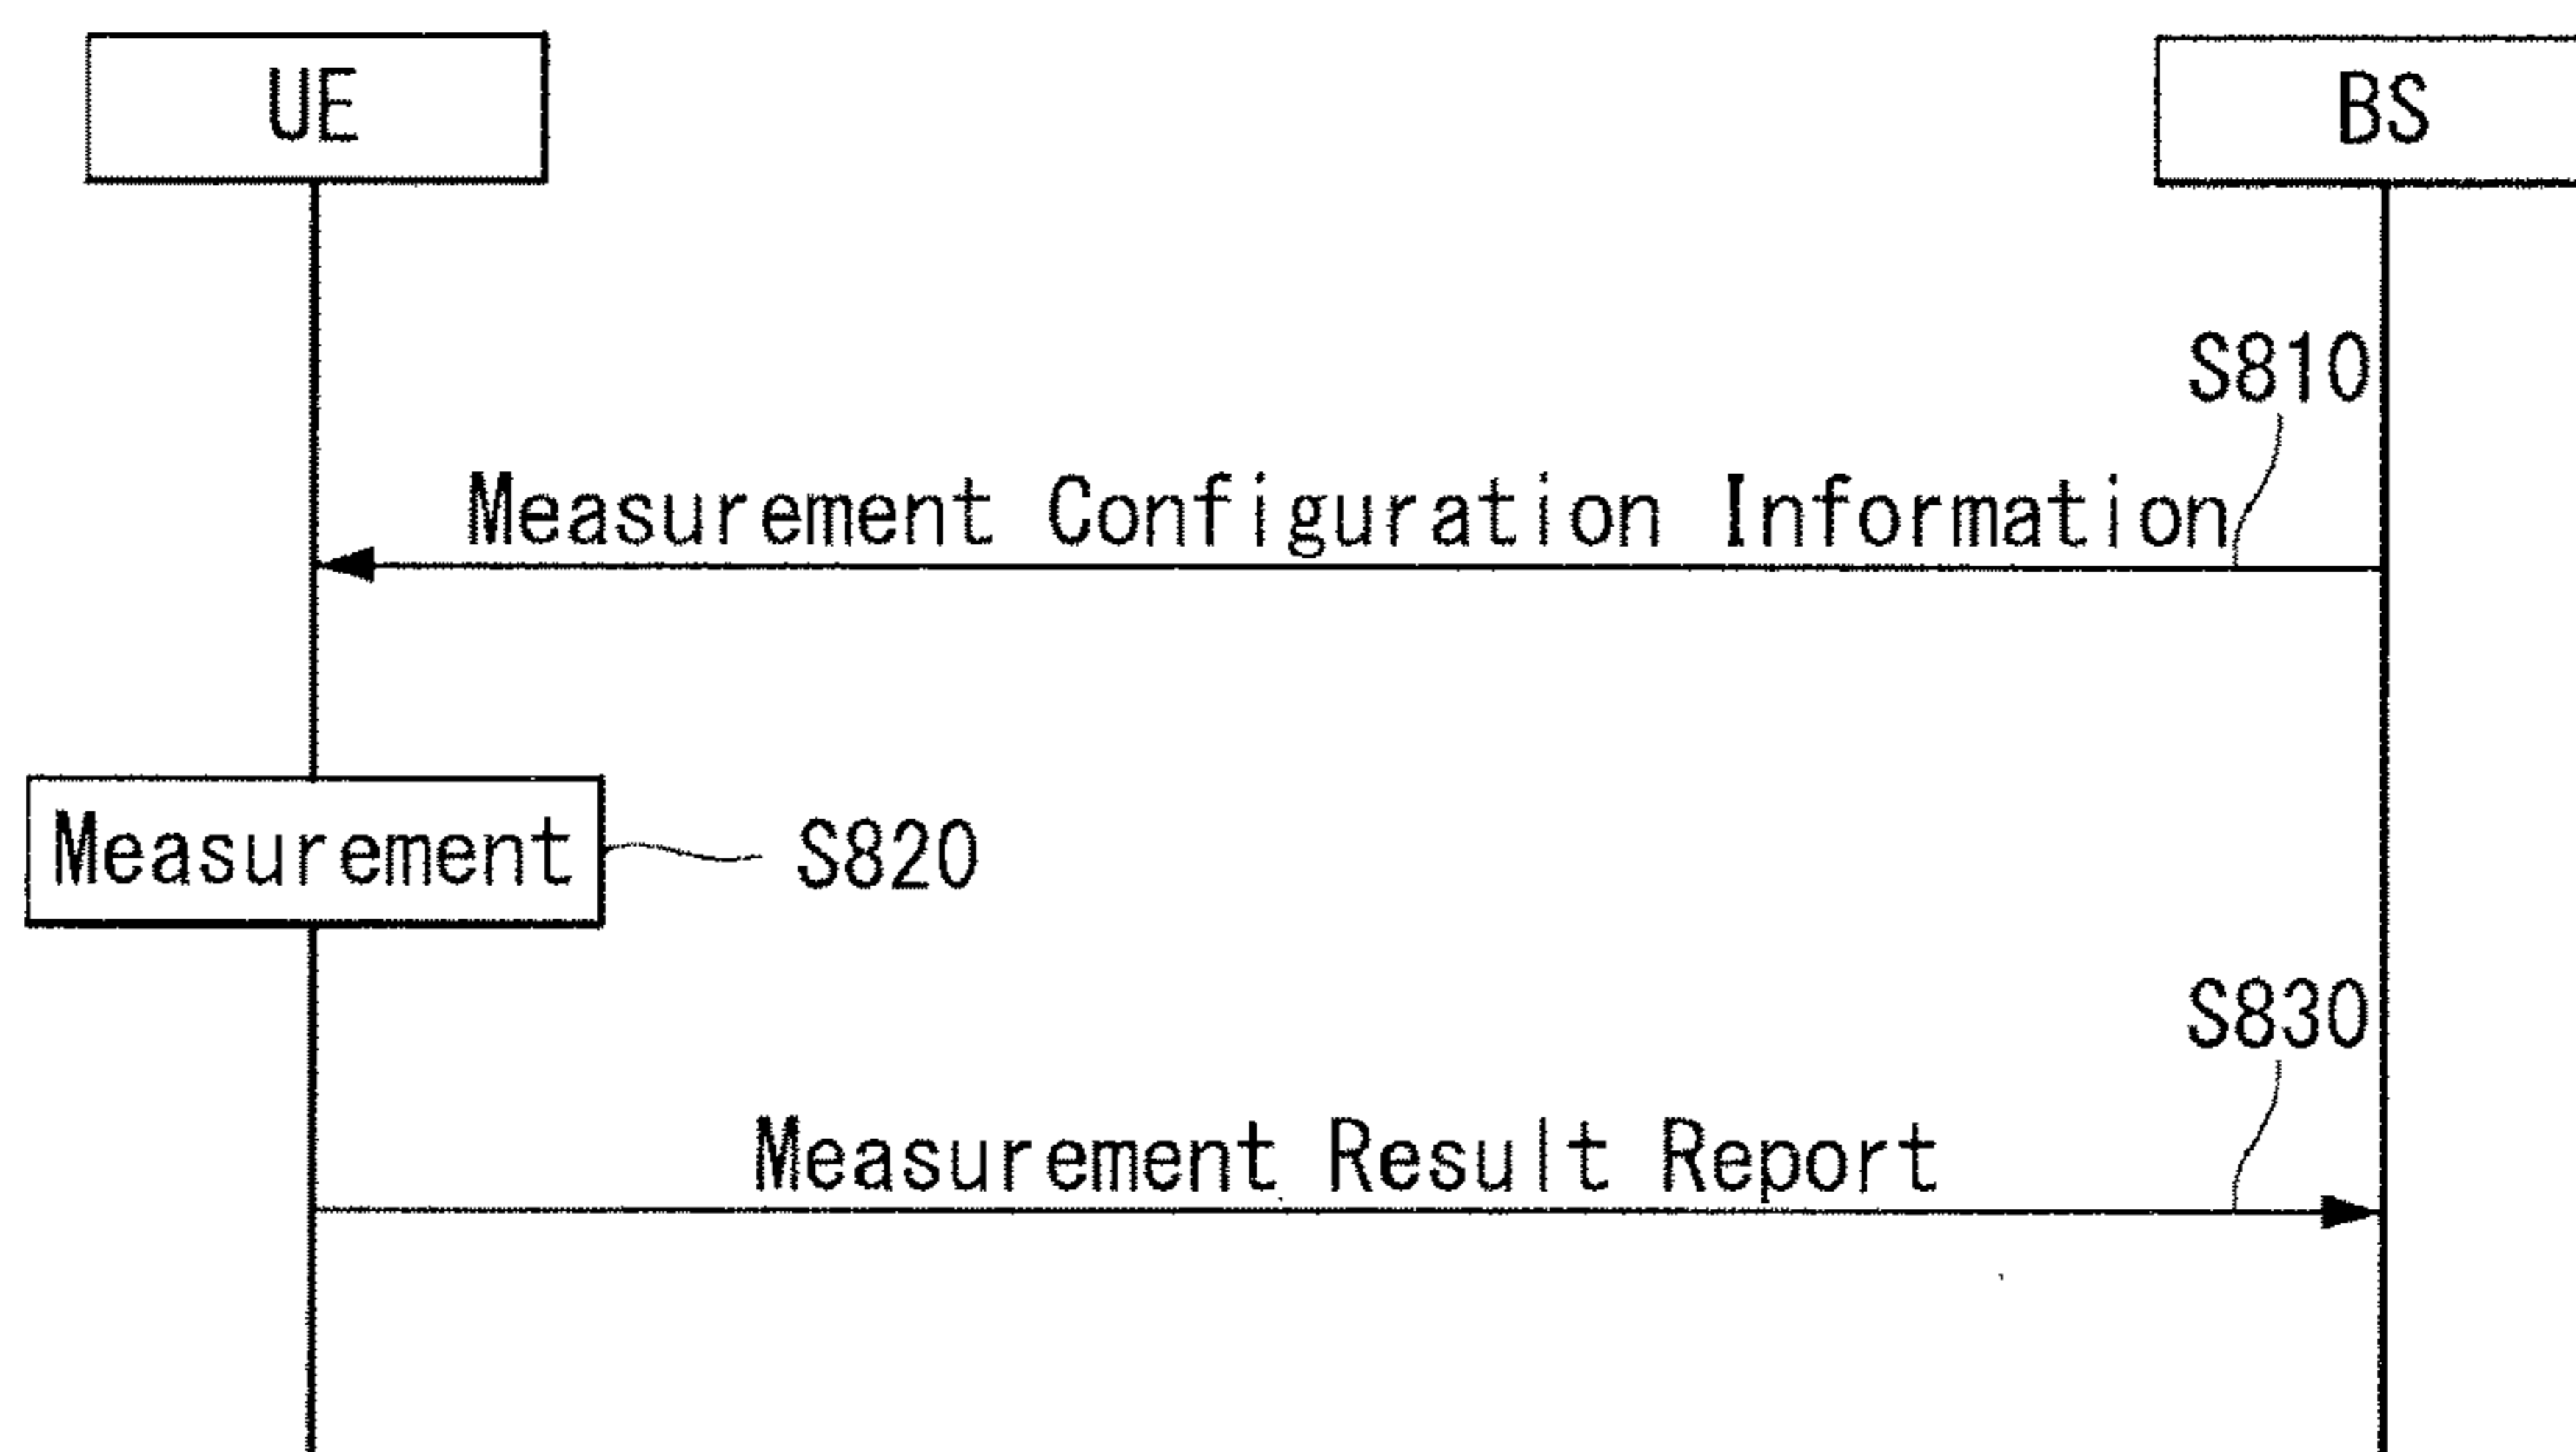 UE
BS
S810
Measurement Configuration Information
Measurement
S820
S830
Measurement Result Report